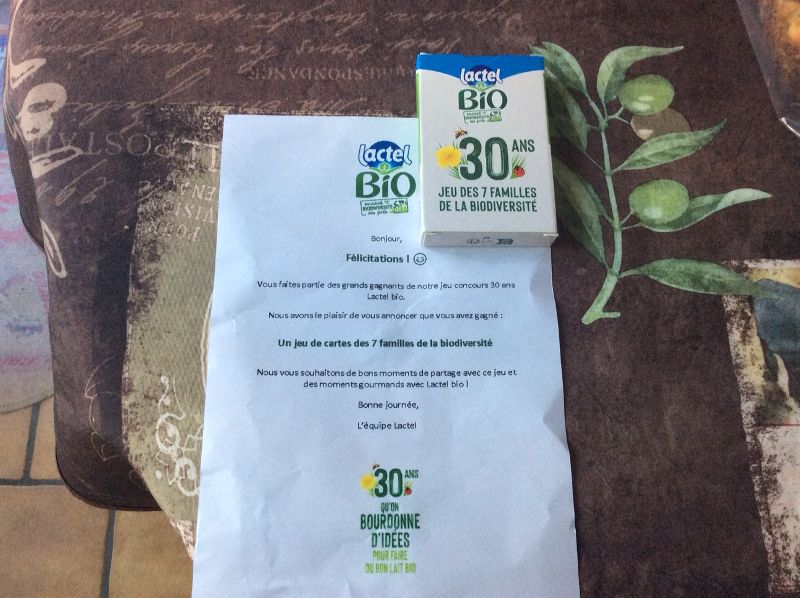 lactel
BiO
30 ANS
JEU DES 7 FAMILLES
DE LA BIODIVERSITÉ
lactel
BiO
BIODIVERSITÉ
Bonjour,
Félicitations !
Vous faites partie des grands gagnants de notre jeu concours 30 ans
Lactel bio.
Nous avons le plaisir de vous annoncer que vous avez gagné :
Un jeu de cartes des 7 familles de la biodiversité
Nous vous souhaitons de bons moments de partage avec ce jeu et
des moments gourmands avec Lactel bio !
Bonne journée,
L'équipe Lactel
30 ANS
QU'ON
BOURDONNE
D'IDÉES
POUR FAIRE
DU BON LAIT BIO